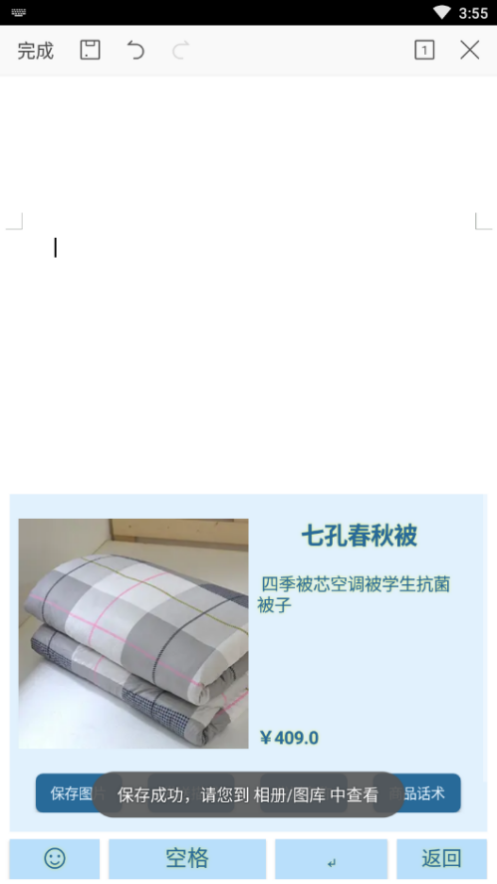 3:55
完成
1
七孔春秋被
四季被芯空调被学生抗菌
被子
￥409.0
保存图
保存成功，请您到 相册/图库 中查看
品话术
空格
返回